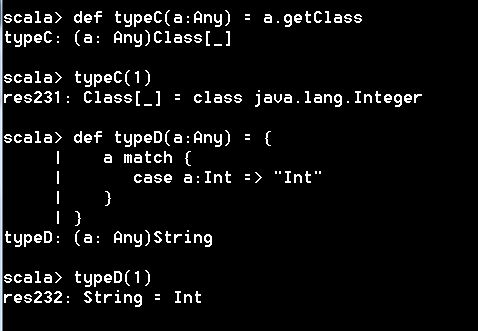 scala> def typeC(a:Any) = a.getClass
typeC: (a: Any)Class[_]
scala> typeC(1)
res231: Class[_] = class java.lang.Integer
scala> def typeD(a:Any) = {
     |    a match {
     |       case a:Int => "Int"
     |    }
     | }
typeD: (a: Any)String
scala> typeD(1)
res232: String = Int